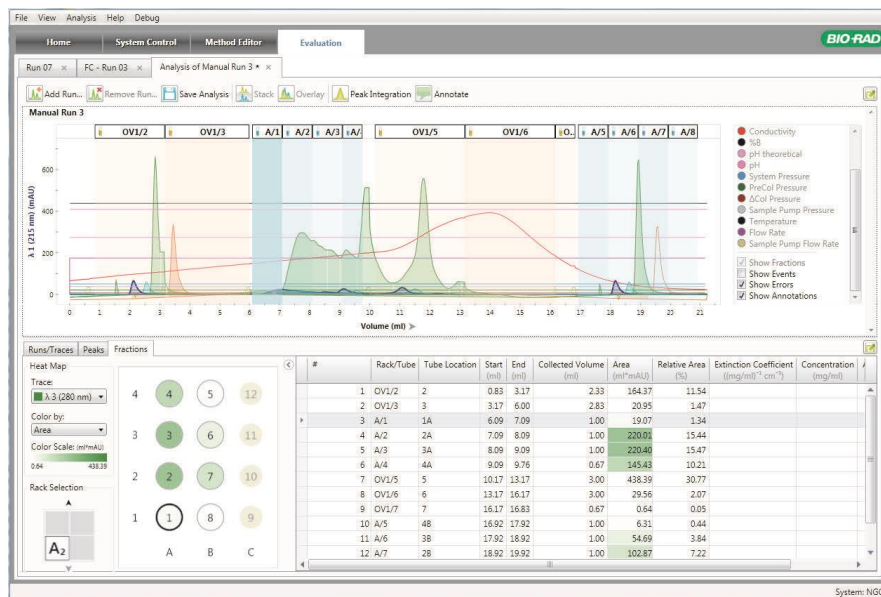 File View Analysis Help Debug
Home System Control Method Editor Evaluation
BIO-RAD
Run 07 × FC - Run 03 × Analysis of Manual Run 3 * ×
Add Run... Remove Run... Save Analysis Stack Overlay Peak Integration Annotate
Manual Run 3
OV1/2 OV1/3 A/1 A/2 A/3 A/ OV1/5 OV1/6 O.. A/5 A/6 A/7 A/8
λ 1 (215 nm) (mAU)
600
400
200
0
0 1 2 3 4 5 6 7 8 9 10 11 12 13 14 15 16 17 18 19 20 21
Volume (ml)
Conductivity
%B
pH theoretical
pH
System Pressure
PreCol Pressure
ΔCol Pressure
Sample Pump Pressure
Temperature
Flow Rate
Sample Pump Flow Rate
Show Fractions
Show Events
Show Errors
Show Annotations
Runs/Traces Peaks Fractions
Heat Map
Trace:
λ 3 (280 nm)
Color by:
Area
Color Scale: (ml*mAU)
0.64 438.39
Rack Selection
A2
4 4 5 12
3 3 6 11
2 2 7 10
1 1 8 9
A B C
# Rack/Tube Tube Location Start End Collected Volume Area Relative Area Extinction Coefficient Concentration A
(ml) (ml) (ml) (ml*mAU) (%) ((mg/ml)⁻¹ cm⁻¹) (mg/ml)
1 OV1/2 2 0.83 3.17 2.33 164.37 11.54
2 OV1/3 3 3.17 6.00 2.83 20.95 1.47
3 A/1 1A 6.09 7.09 1.00 19.07 1.34
4 A/2 2A 7.09 8.09 1.00 220.01 15.44
5 A/3 3A 8.09 9.09 1.00 220.40 15.47
6 A/4 4A 9.09 9.76 0.67 145.43 10.21
7 OV1/5 5 10.17 13.17 3.00 438.39 30.77
8 OV1/6 6 13.17 16.17 3.00 29.56 2.07
9 OV1/7 7 16.17 16.83 0.67 0.64 0.05
10 A/5 4B 16.92 17.92 1.00 6.31 0.44
11 A/6 3B 17.92 18.92 1.00 54.69 3.84
12 A/7 2B 18.92 19.92 1.00 102.87 7.22
System: NGC